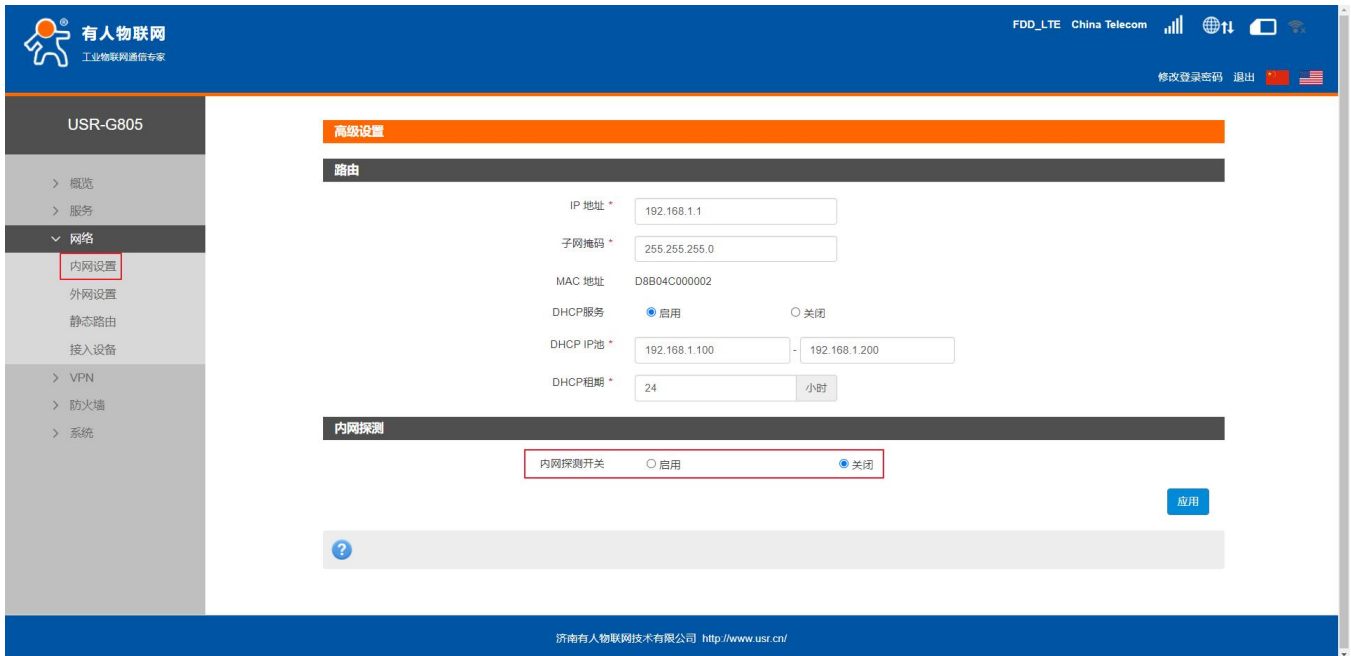 有人物联网
工业物联网通信专家
FDD_LTE China Telecom
修改登录密码 退出
USR-G805
概览
服务
网络
内网设置
外网设置
静态路由
接入设备
VPN
防火墙
系统
高级设置
路由
IP 地址 * 192.168.1.1
子网掩码 * 255.255.255.0
MAC 地址 D8B04C000002
DHCP服务 启用 关闭
DHCP IP池 * 192.168.1.100 - 192.168.1.200
DHCP租期 * 24 小时
内网探测
内网探测开关 启用 关闭
应用
济南有人物联网技术有限公司 http://www.usr.cn/